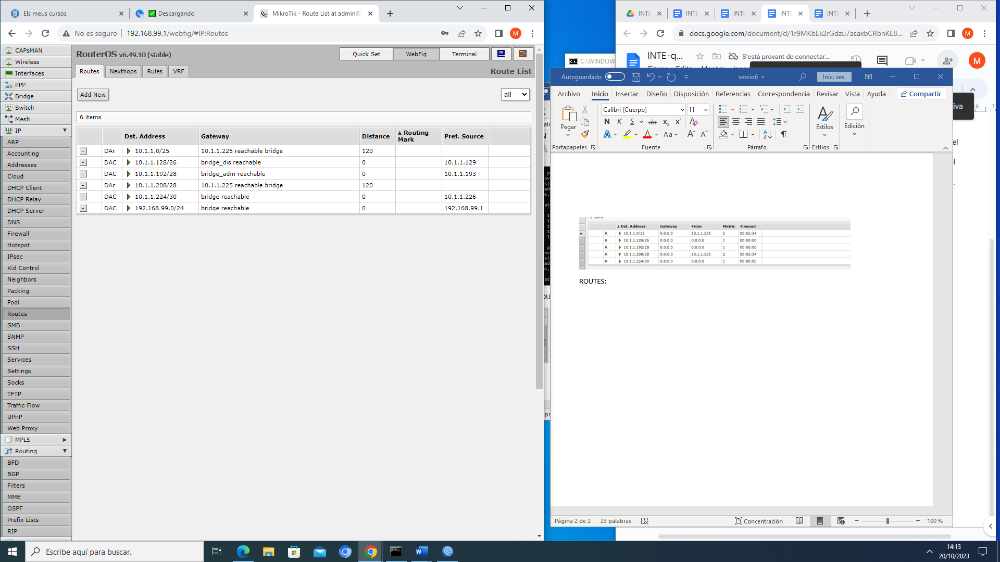 Els meus cursos
Descargando
MikroTik - Route List at admin@
No es seguro
192.168.99.1/webfig/#IP:Routes
M
CAPsMAN
Wireless
Interfaces
PPP
Bridge
Switch
Mesh
IP
ARP
Accounting
Addresses
Cloud
DHCP Client
DHCP Relay
DHCP Server
DNS
Firewall
Hotspot
IPsec
Kid Control
Neighbors
Packing
Pool
Routes
SMB
SNMP
SSH
Services
Settings
Socks
TFTP
Traffic Flow
UPnP
Web Proxy
MPLS
Routing
BFD
BGP
Filters
MME
OSPF
Prefix Lists
RIP
RouterOS v6.49.10 (stable)
Quick Set WebFig Terminal
Routes Nexthops Rules VRF
Route List
Add New
all
6 items
Dst. Address Gateway Distance Routing Mark Pref. Source
- DAr 10.1.1.0/25 10.1.1.225 reachable bridge 120
- DAC 10.1.1.128/26 bridge_dis reachable 0 10.1.1.129
- DAC 10.1.1.192/28 bridge_adm reachable 0 10.1.1.193
- DAr 10.1.1.208/28 10.1.1.225 reachable bridge 120
- DAC 10.1.1.224/30 bridge reachable 0 10.1.1.226
- DAC 192.168.99.0/24 bridge reachable 0 192.168.99.1
INTE INTE INTE INTE INTE
docs.google.com/document/d/1r9MKbEk2rGdzu7asaxbCRbnKE8...
M
INTE-q...
S'està provant de connectar...
M
C:\WINDOW
Autoguardado
sessio6
Inic. ses.
Archivo Inicio Insertar Diseño Disposición Referencias Correspondencia Revisar Vista Ayuda Compartir
Pegar
Calibri (Cuerpo) 11
N K S ab x₂ x²
A A Aa A A
Estilos
Edición
Portapapeles Fuente Párrafo Estilos
Dst. Address Gateway From Metric Timeout
R 10.1.1.0/25 0.0.0.0 10.1.1.225 2 00:02:34
R 10.1.1.128/26 0.0.0.0 0.0.0.0 1 00:00:00
R 10.1.1.192/28 0.0.0.0 0.0.0.0 1 00:00:00
R 10.1.1.208/28 0.0.0.0 10.1.1.225 2 00:02:34
R 10.1.1.224/30 0.0.0.0 0.0.0.0 1 00:00:00
ROUTES:
Página 2 de 2 23 palabras
Concentración
100 %
Escribe aquí para buscar.
14:13
20/10/2023